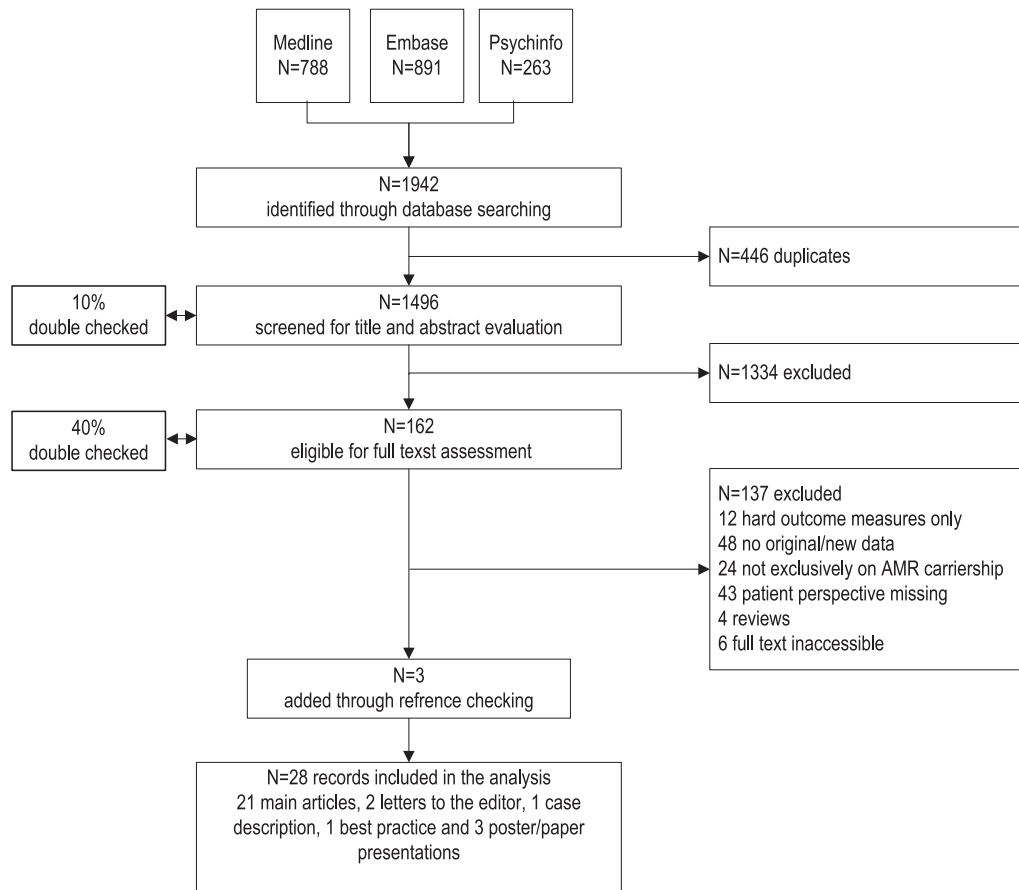 Medline
N=788
Embase
N=891
Psychinfo
N=263
N=1942
identified through database searching
N=446 duplicates
10%
double checked
N=1496
screened for title and abstract evaluation
N=1334 excluded
40%
double checked
N=162
eligible for full texst assessment
N=137 excluded
12 hard outcome measures only
48 no original/new data
24 not exclusively on AMR carriership
43 patient perspective missing
4 reviews
6 full text inaccessible
N=3
added through refrence checking
N=28 records included in the analysis
21 main articles, 2 letters to the editor, 1 case
description, 1 best practice and 3 poster/paper
presentations